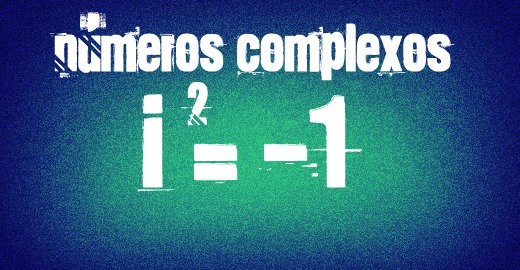 números complexos
i² = -1